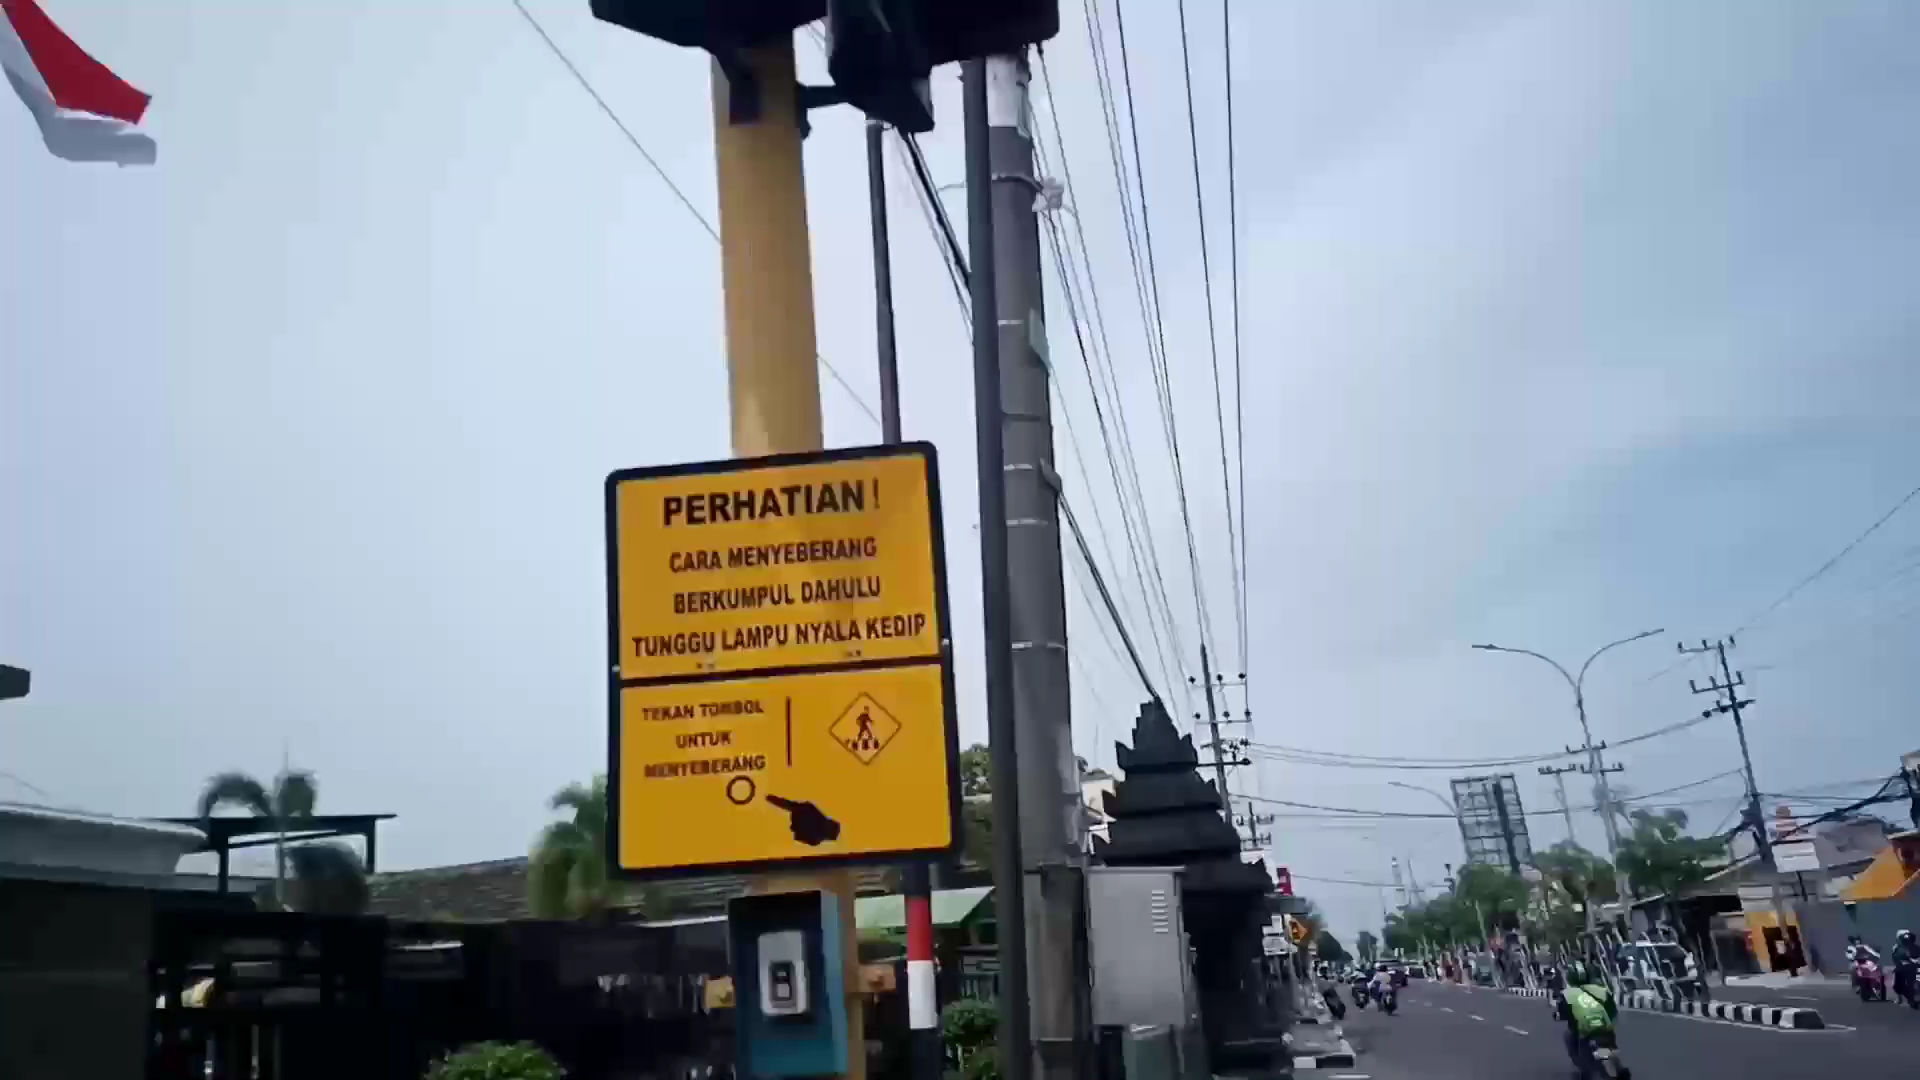 PERHATIAN!
CARA MENYEBERANG
BERKUMPUL DAHULU
TUNGGU LAMPU NYALA KEDIP
TEKAN TOMBOL
UNTUK
MENYEBERANG